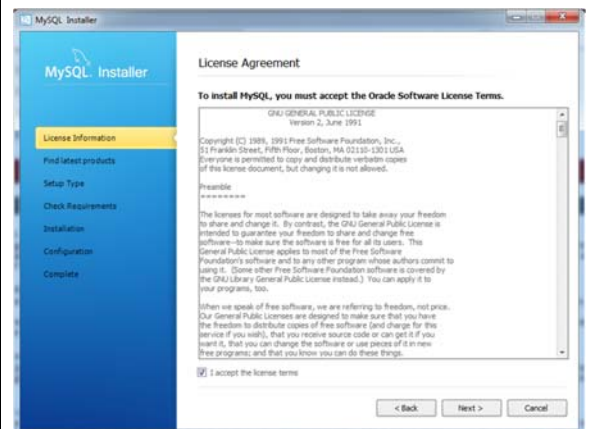 MySQL Installer
MySQL. Installer
License Information
Find latest products
Setup Type
Check Requirements
Installation
Configuration
Complete
License Agreement
To install MySQL, you must accept the Oracle Software License Terms.
GNU GENERAL PUBLIC LICENSE
Version 2, June 1991
Copyright (C) 1989, 1991 Free Software Foundation, Inc.,
51 Franklin Street, Fifth Floor, Boston, MA 02110-1301 USA
Everyone is permitted to copy and distribute verbatim copies
of this license document, but changing it is not allowed.
Preamble
========
The licenses for most software are designed to take away your freedom
to share and change it. By contrast, the GNU General Public License is
intended to guarantee your freedom to share and change free
software--to make sure the software is free for all its users. This
General Public License applies to most of the Free Software
Foundation's software and to any other program whose authors commit to
using it. (Some other Free Software Foundation software is covered by
the GNU Library General Public License instead.) You can apply it to
your programs, too.
When we speak of free software, we are referring to freedom, not price.
Our General Public Licenses are designed to make sure that you have
the freedom to distribute copies of free software (and charge for this
service if you wish), that you receive source code or can get it if you
want it, that you can change the software or use pieces of it in new
free programs; and that you know you can do these things.
I accept the license terms
< Back
Next >
Cancel